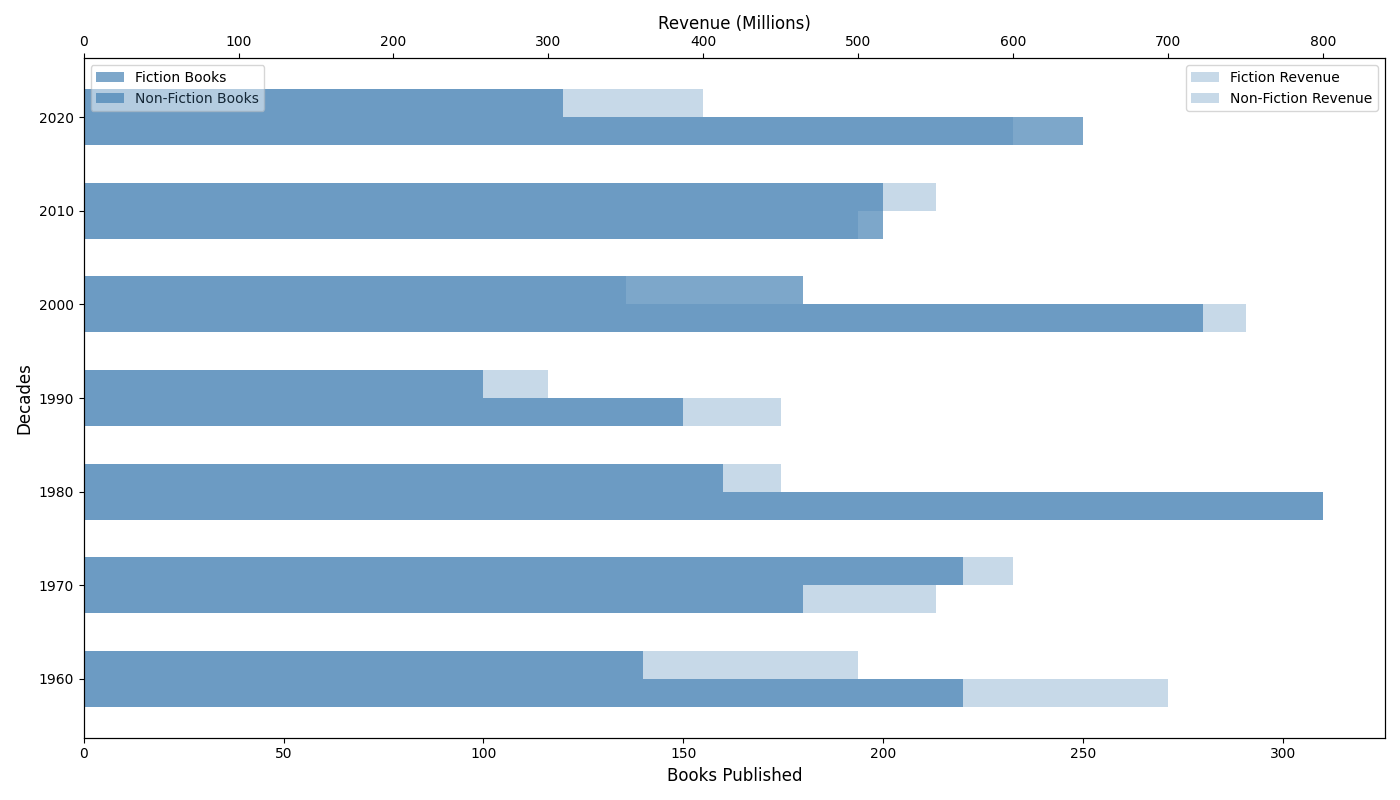 Revenue (Millions)
0 100 200 300 400 500 600 700 800
Fiction Books
Non-Fiction Books
Fiction Revenue
Non-Fiction Revenue
2020
2010
2000
1990
1980
1970
1960
Decades
0 50 100 150 200 250 300
Books Published